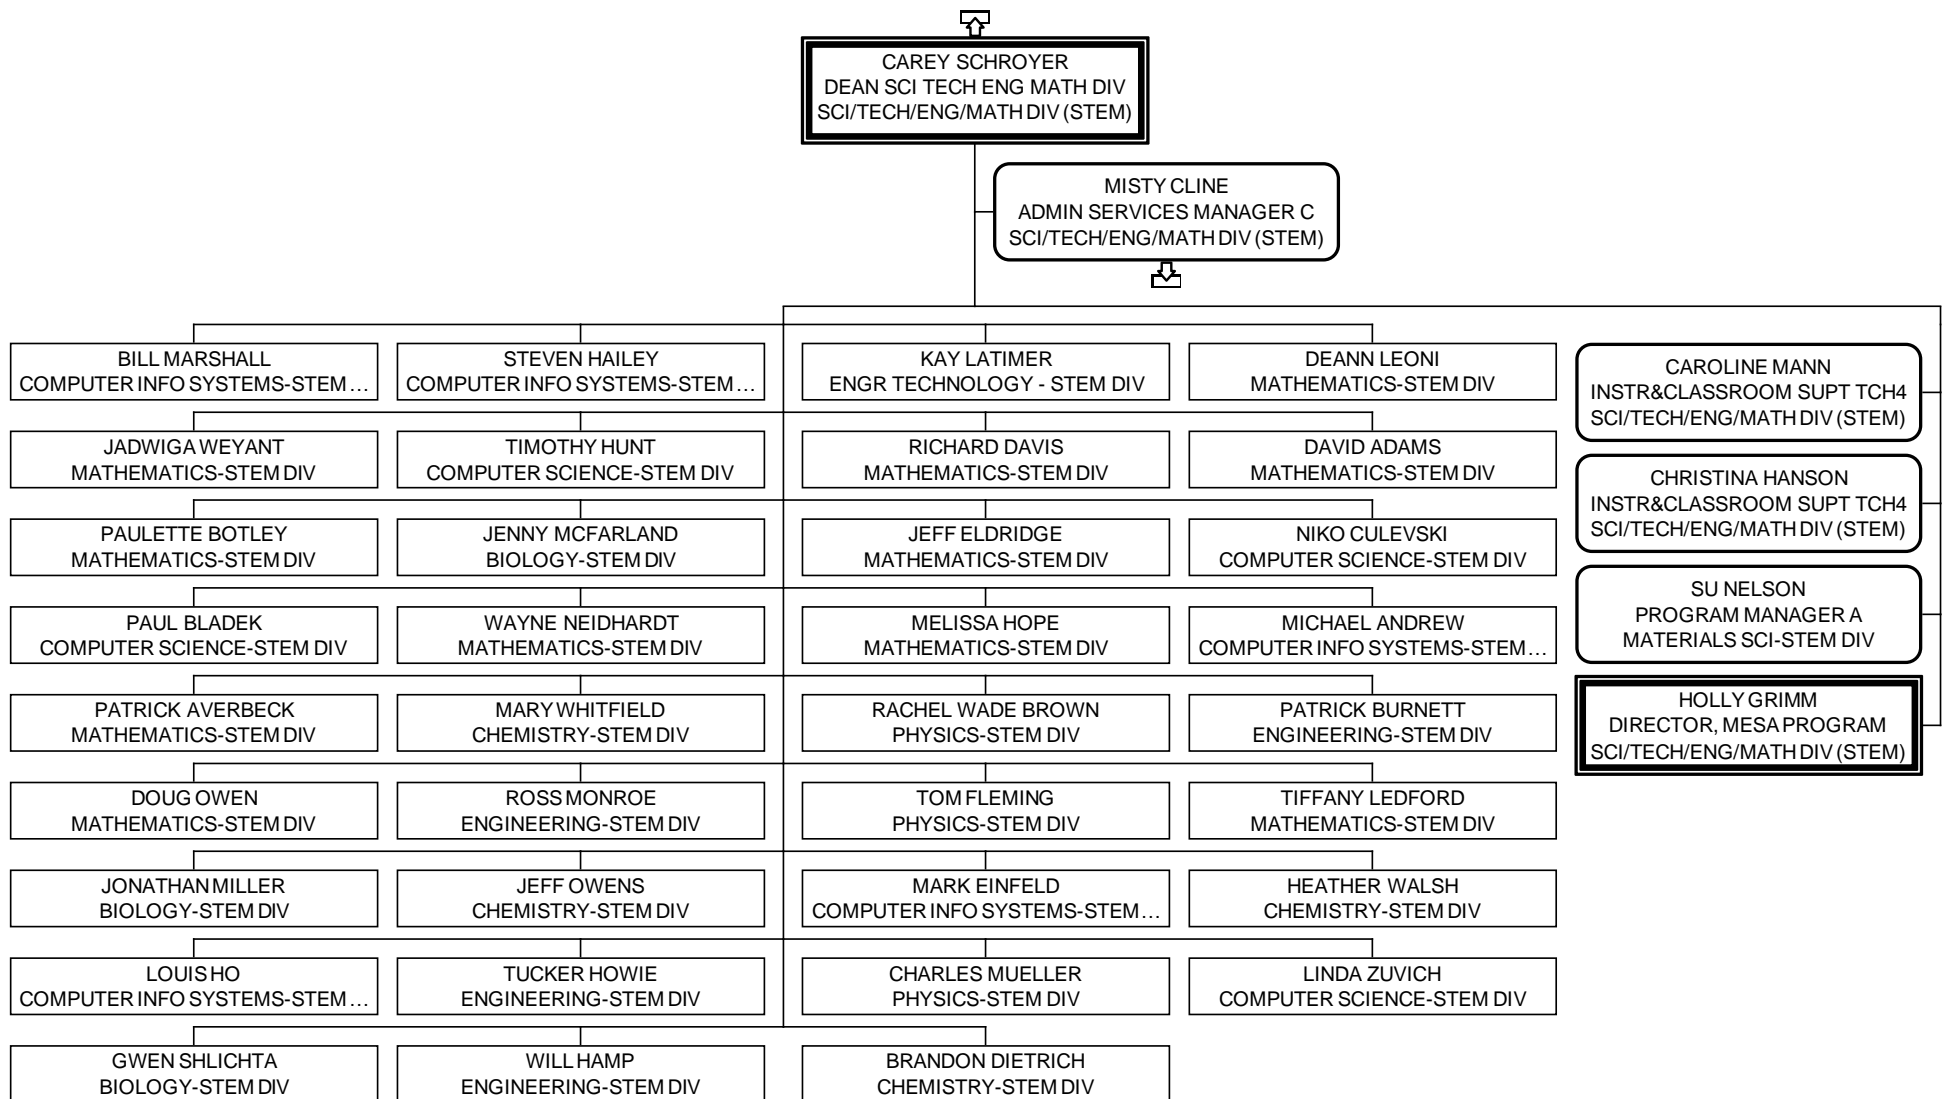 CAREY SCHROYER
DEAN SCI TECH ENG MATH DIV
SCI/TECH/ENG/MATH DIV (STEM)
MISTY CLINE
ADMIN SERVICES MANAGER C
SCI/TECH/ENG/MATH DIV (STEM)
BILL MARSHALL
COMPUTER INFO SYSTEMS-STEM…
STEVEN HAILEY
COMPUTER INFO SYSTEMS-STEM…
KAY LATIMER
ENGR TECHNOLOGY - STEM DIV
DEANN LEONI
MATHEMATICS-STEM DIV
JADWIGA WEYANT
MATHEMATICS-STEM DIV
TIMOTHY HUNT
COMPUTER SCIENCE-STEM DIV
RICHARD DAVIS
MATHEMATICS-STEM DIV
DAVID ADAMS
MATHEMATICS-STEM DIV
PAULETTE BOTLEY
MATHEMATICS-STEM DIV
JENNY MCFARLAND
BIOLOGY-STEM DIV
JEFF ELDRIDGE
MATHEMATICS-STEM DIV
NIKO CULEVSKI
COMPUTER SCIENCE-STEM DIV
PAUL BLADEK
COMPUTER SCIENCE-STEM DIV
WAYNE NEIDHARDT
MATHEMATICS-STEM DIV
MELISSA HOPE
MATHEMATICS-STEM DIV
MICHAEL ANDREW
COMPUTER INFO SYSTEMS-STEM…
PATRICK AVERBECK
MATHEMATICS-STEM DIV
MARY WHITFIELD
CHEMISTRY-STEM DIV
RACHEL WADE BROWN
PHYSICS-STEM DIV
PATRICK BURNETT
ENGINEERING-STEM DIV
DOUG OWEN
MATHEMATICS-STEM DIV
ROSS MONROE
ENGINEERING-STEM DIV
TOM FLEMING
PHYSICS-STEM DIV
TIFFANY LEDFORD
MATHEMATICS-STEM DIV
JONATHAN MILLER
BIOLOGY-STEM DIV
JEFF OWENS
CHEMISTRY-STEM DIV
MARK EINFELD
COMPUTER INFO SYSTEMS-STEM…
HEATHER WALSH
CHEMISTRY-STEM DIV
LOUIS HO
COMPUTER INFO SYSTEMS-STEM…
TUCKER HOWIE
ENGINEERING-STEM DIV
CHARLES MUELLER
PHYSICS-STEM DIV
LINDA ZUVICH
COMPUTER SCIENCE-STEM DIV
GWEN SHLICHTA
BIOLOGY-STEM DIV
WILL HAMP
ENGINEERING-STEM DIV
BRANDON DIETRICH
CHEMISTRY-STEM DIV
CAROLINE MANN
INSTR&CLASSROOM SUPT TCH4
SCI/TECH/ENG/MATH DIV (STEM)
CHRISTINA HANSON
INSTR&CLASSROOM SUPT TCH4
SCI/TECH/ENG/MATH DIV (STEM)
SU NELSON
PROGRAM MANAGER A
MATERIALS SCI-STEM DIV
HOLLY GRIMM
DIRECTOR, MESA PROGRAM
SCI/TECH/ENG/MATH DIV (STEM)